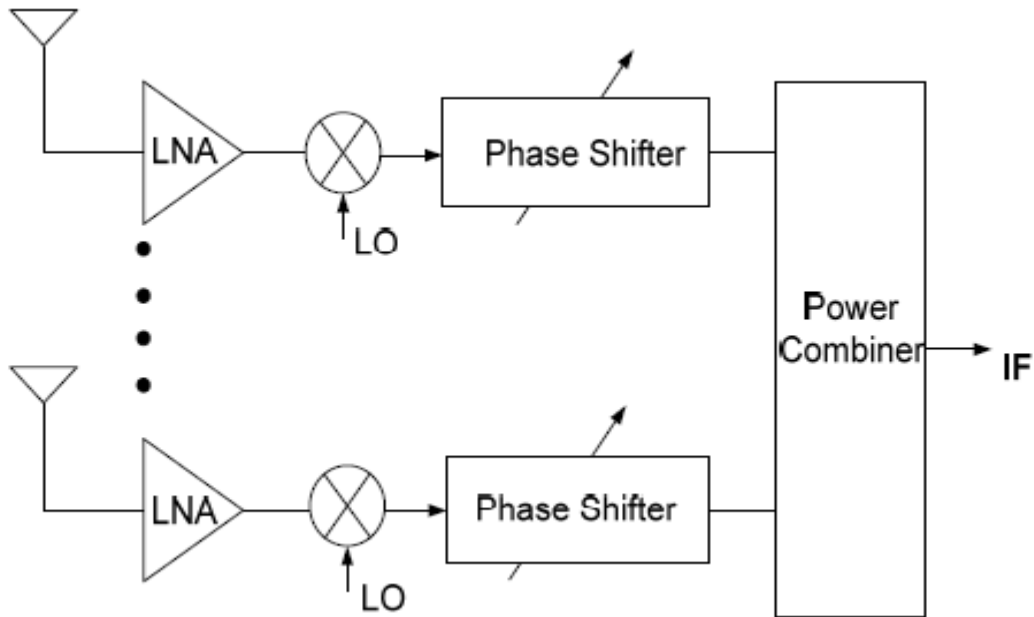 LNA
Phase Shifter
LO
Power
Combiner
IF
LNA
Phase Shifter
LO